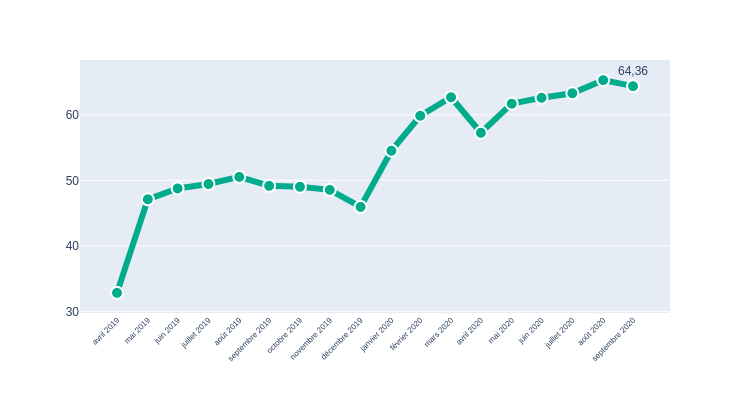 64,36
60
50
40
30
avril 2019
mai 2019
juin 2019
juillet 2019
août 2019
septembre 2019
octobre 2019
novembre 2019
décembre 2019
janvier 2020
février 2020
mars 2020
avril 2020
mai 2020
juin 2020
juillet 2020
août 2020
septembre 2020